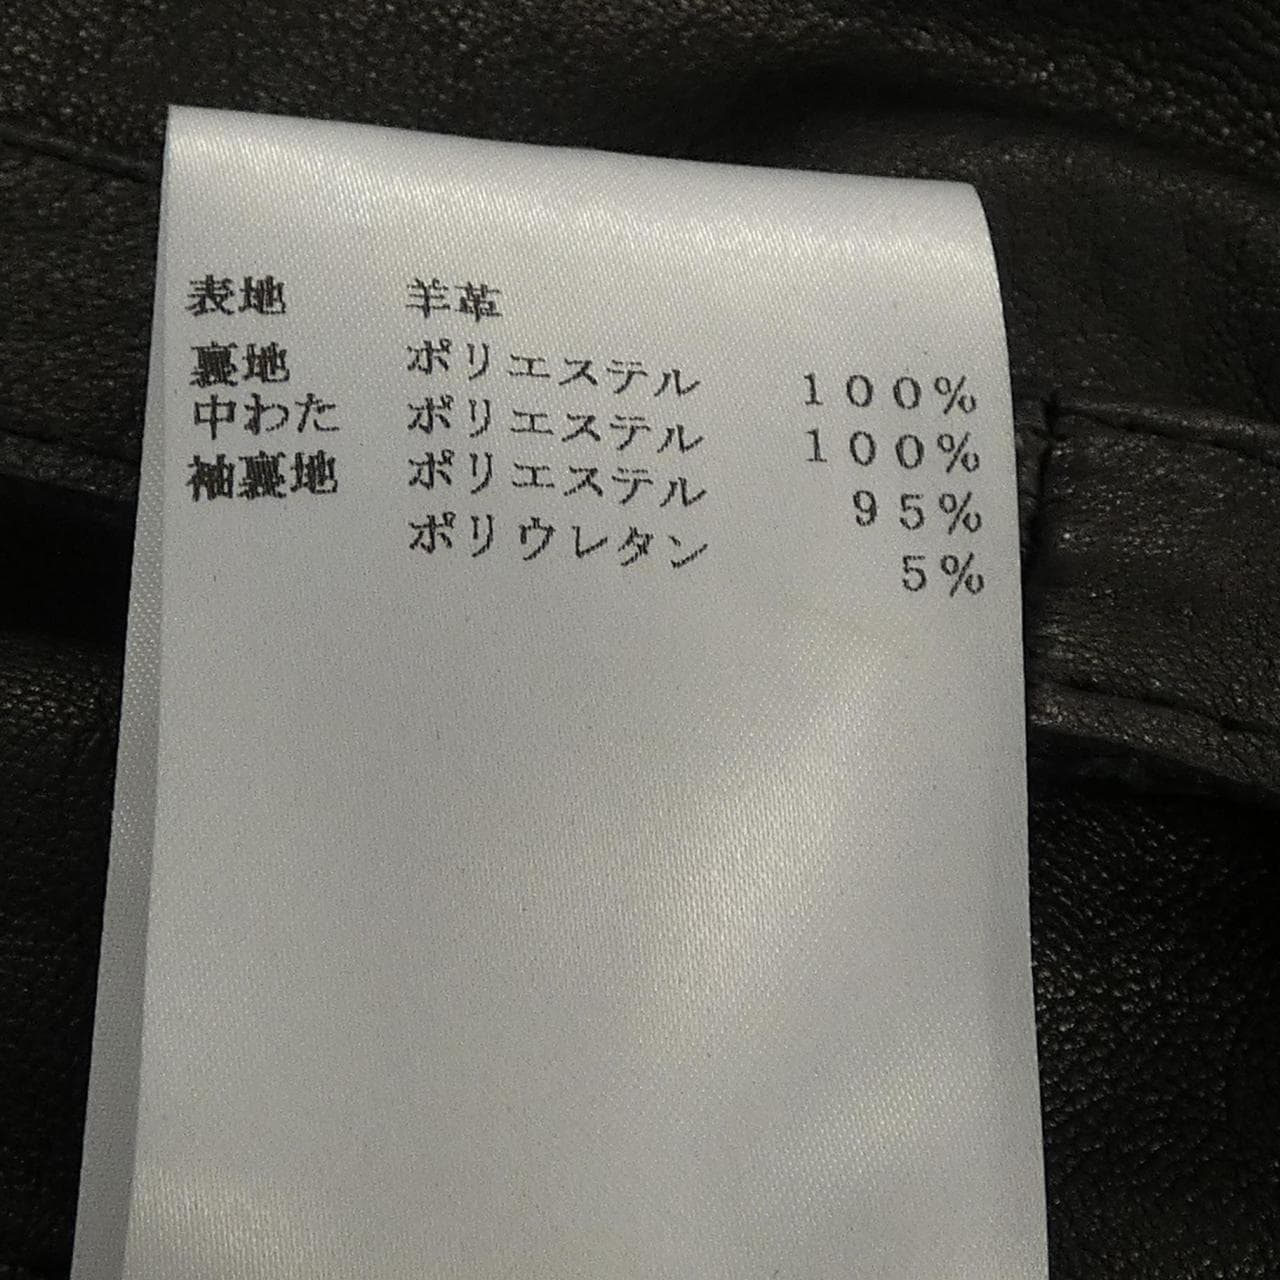 表地 羊革
裏地 ポリエステル 100%
中わた ポリエステル 100%
袖裏地 ポリエステル 95%
ポリウレタン 5%